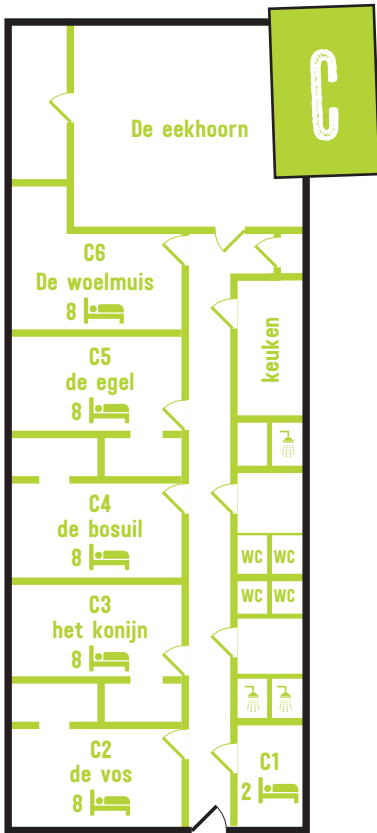 C
De eekhoorn
C6
De woelmuis
8
keuken
C5
de egel
8
C4
de bosuil
8
WC WC
WC WC
C3
het konijn
8
C2
de vos
8
C1
2